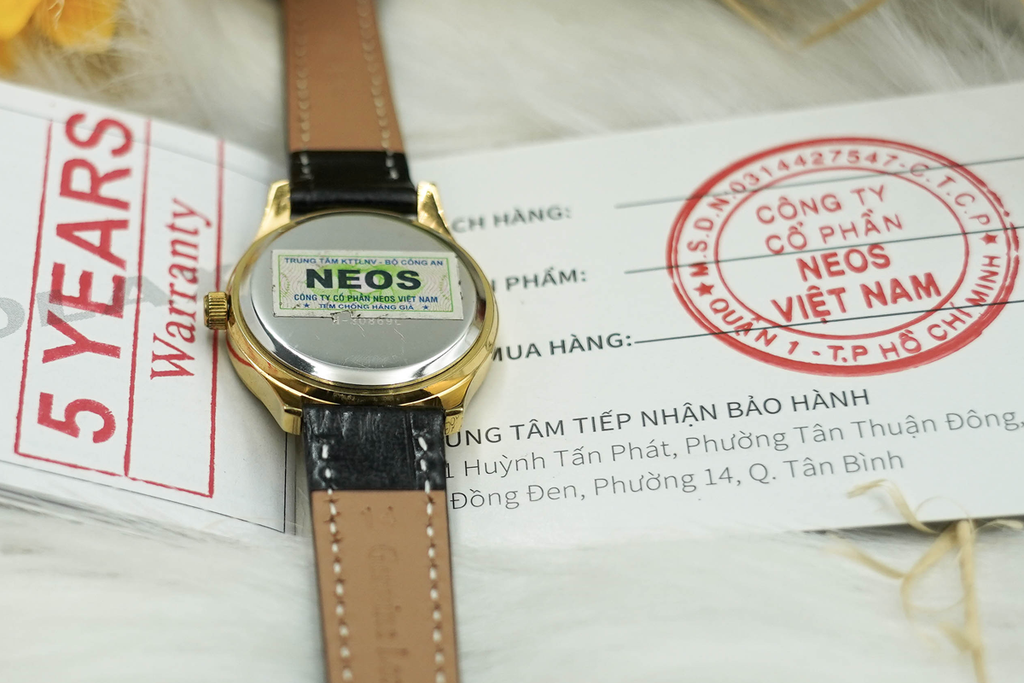 5 YEARS
Warranty
TRUNG TÂM KTTLNV - BỘ CÔNG AN
NEOS
CÔNG TY CỔ PHẦN NEOS VIỆT NAM
TEM CHỐNG HÀNG GIẢ
14
Genuine
CH HÀNG:
PHẨM:
MUA HÀNG:
M.S.D.N:0314427547-C.T.C.P
CÔNG TY
CỔ PHẦN
NEOS
VIỆT NAM
QUẬN 1 - T.P HỒ CHÍ MINH
UNG TÂM TIẾP NHẬN BẢO HÀNH
1 Huỳnh Tấn Phát, Phường Tân Thuận Đông,
Đồng Đen, Phường 14, Q. Tân Bình